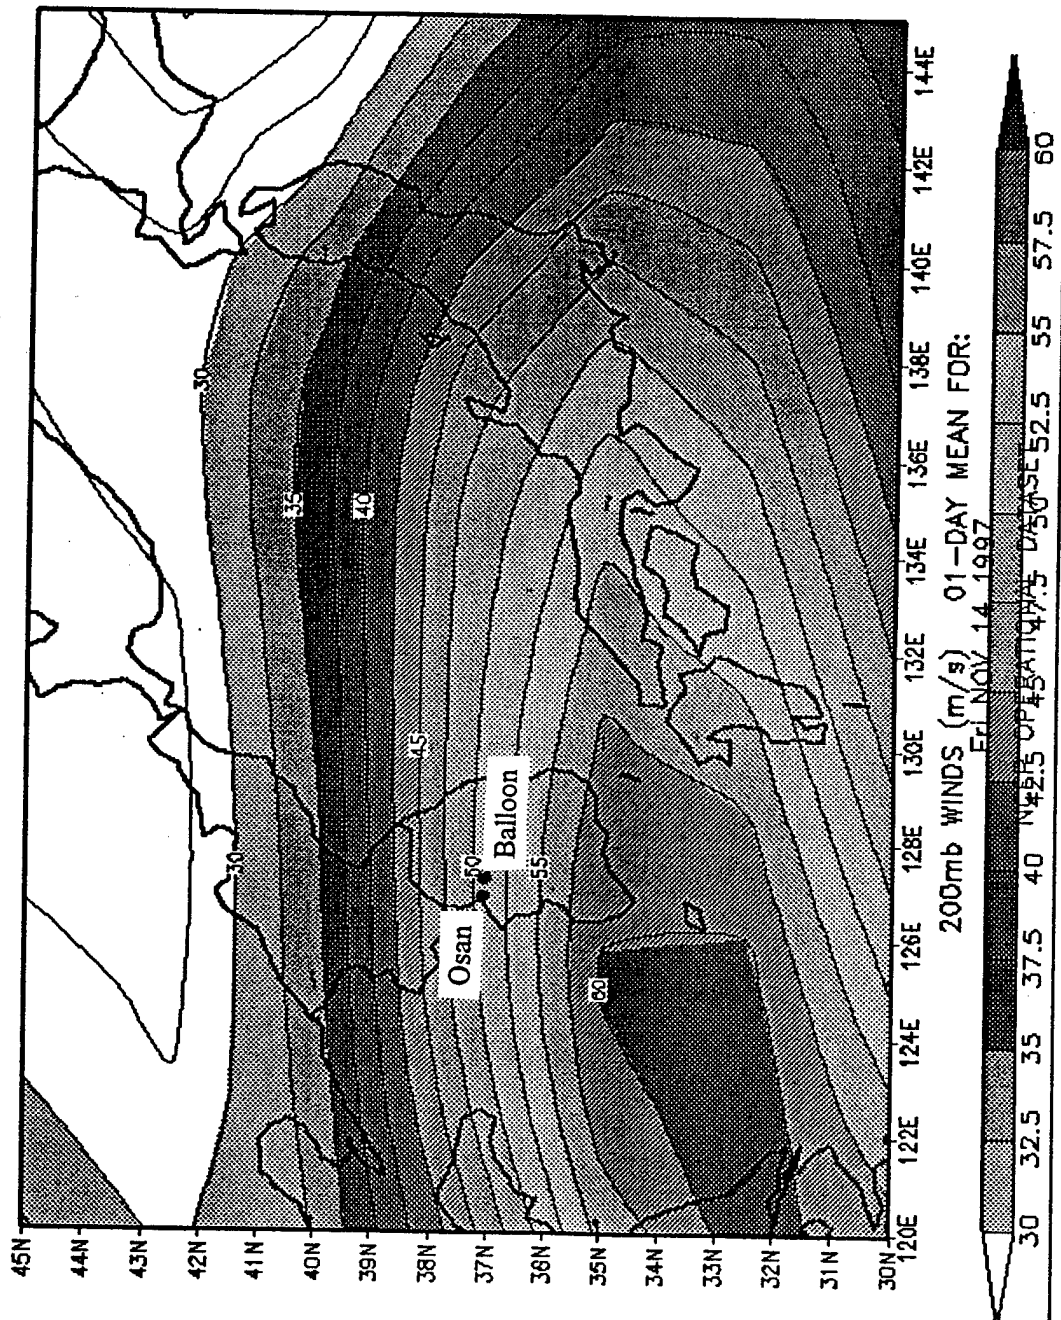 45N
44N
43N
42N
41N
40N
39N
38N
37N
36N
35N
34N
33N
32N
31N
30N
30
35
40
30
45
50
55
60
Osan
Balloon
120E
122E
124E
126E
128E
130E
132E
134E
136E
138E
140E
142E
144E
200mb WINDS (m/s) 01-DAY MEAN FOR:
Fri NOV 14 1997
NCEP OPERATIONAL DATABASE
30
32.5
35
37.5
40
42.5
45
47.5
50
52.5
55
57.5
60